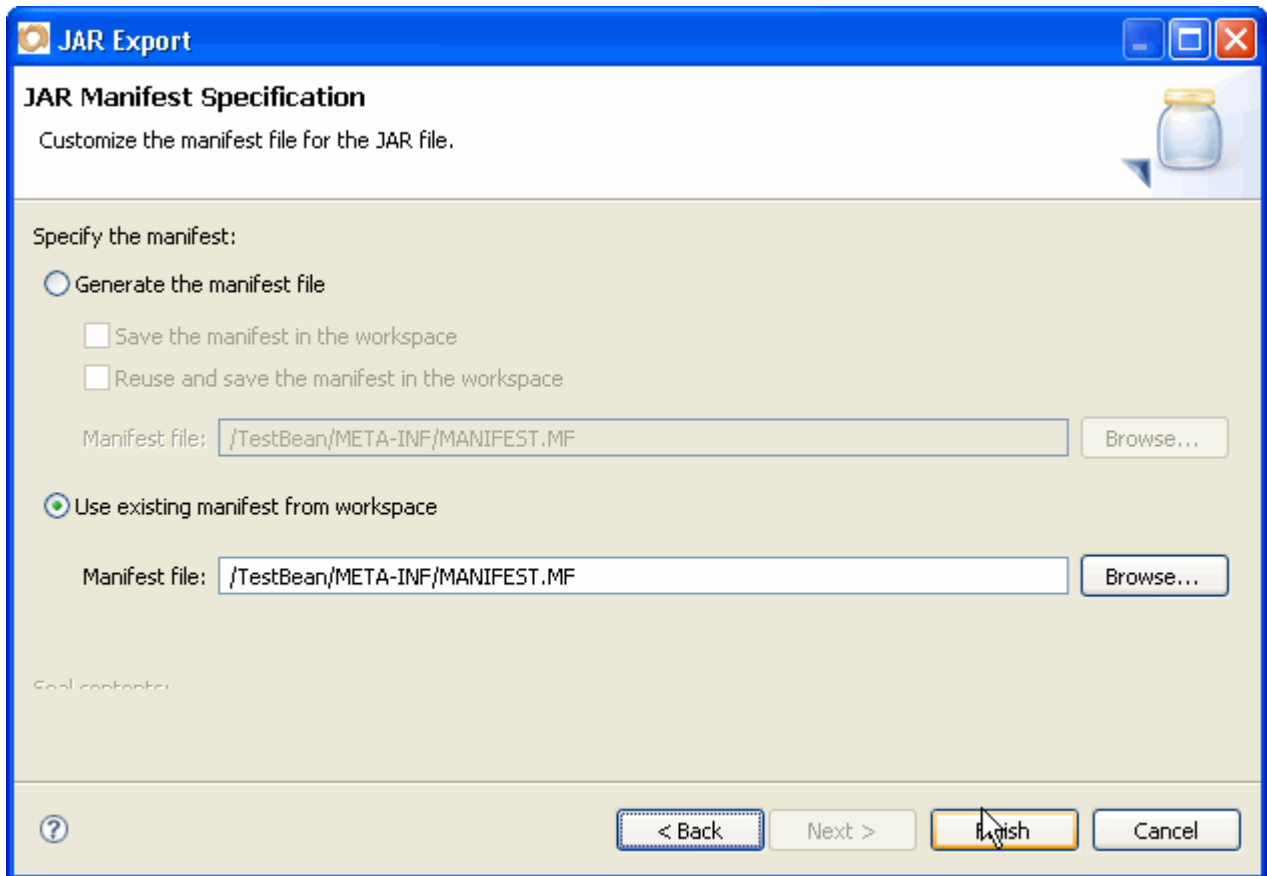 JAR Export
JAR Manifest Specification
Customize the manifest file for the JAR file.
Specify the manifest:
Generate the manifest file
Save the manifest in the workspace
Reuse and save the manifest in the workspace
Manifest file: /TestBean/META-INF/MANIFEST.MF Browse...
Use existing manifest from workspace
Manifest file: /TestBean/META-INF/MANIFEST.MF Browse...
Seal contents:
? < Back Next > Finish Cancel